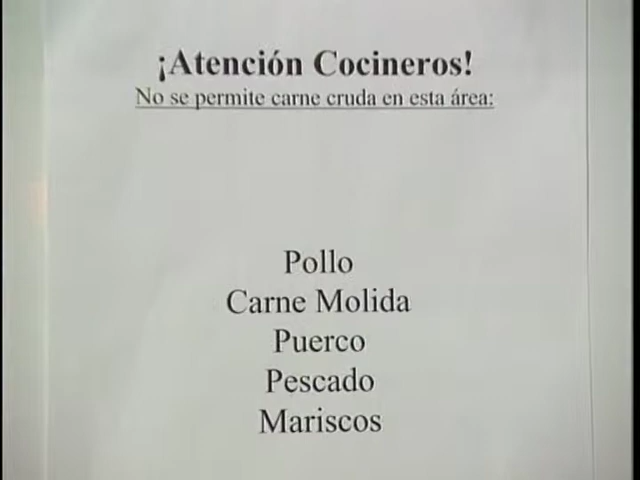 ¡Atención Cocineros!
No se permite carne cruda en esta área:
Pollo
Carne Molida
Puerco
Pescado
Mariscos